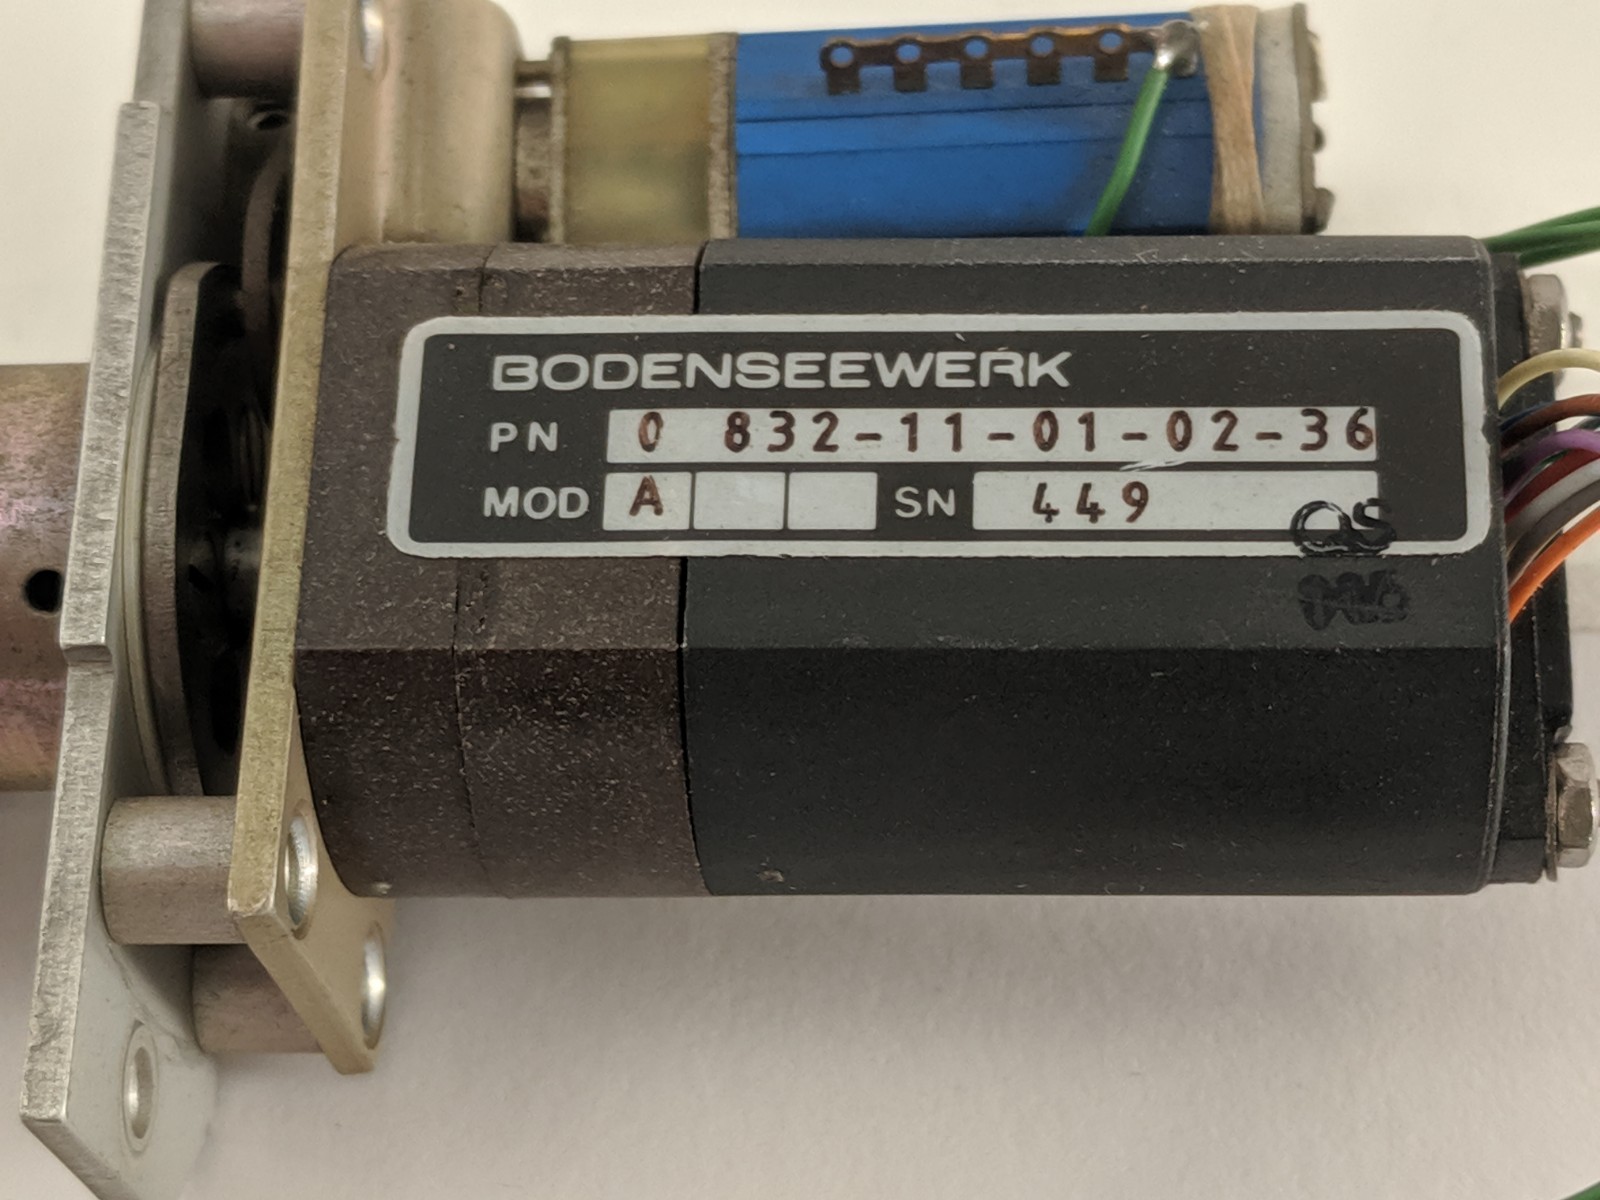 BODENSEEWERK
PN 0 832-11-01-02-36
MOD A SN 449
QS